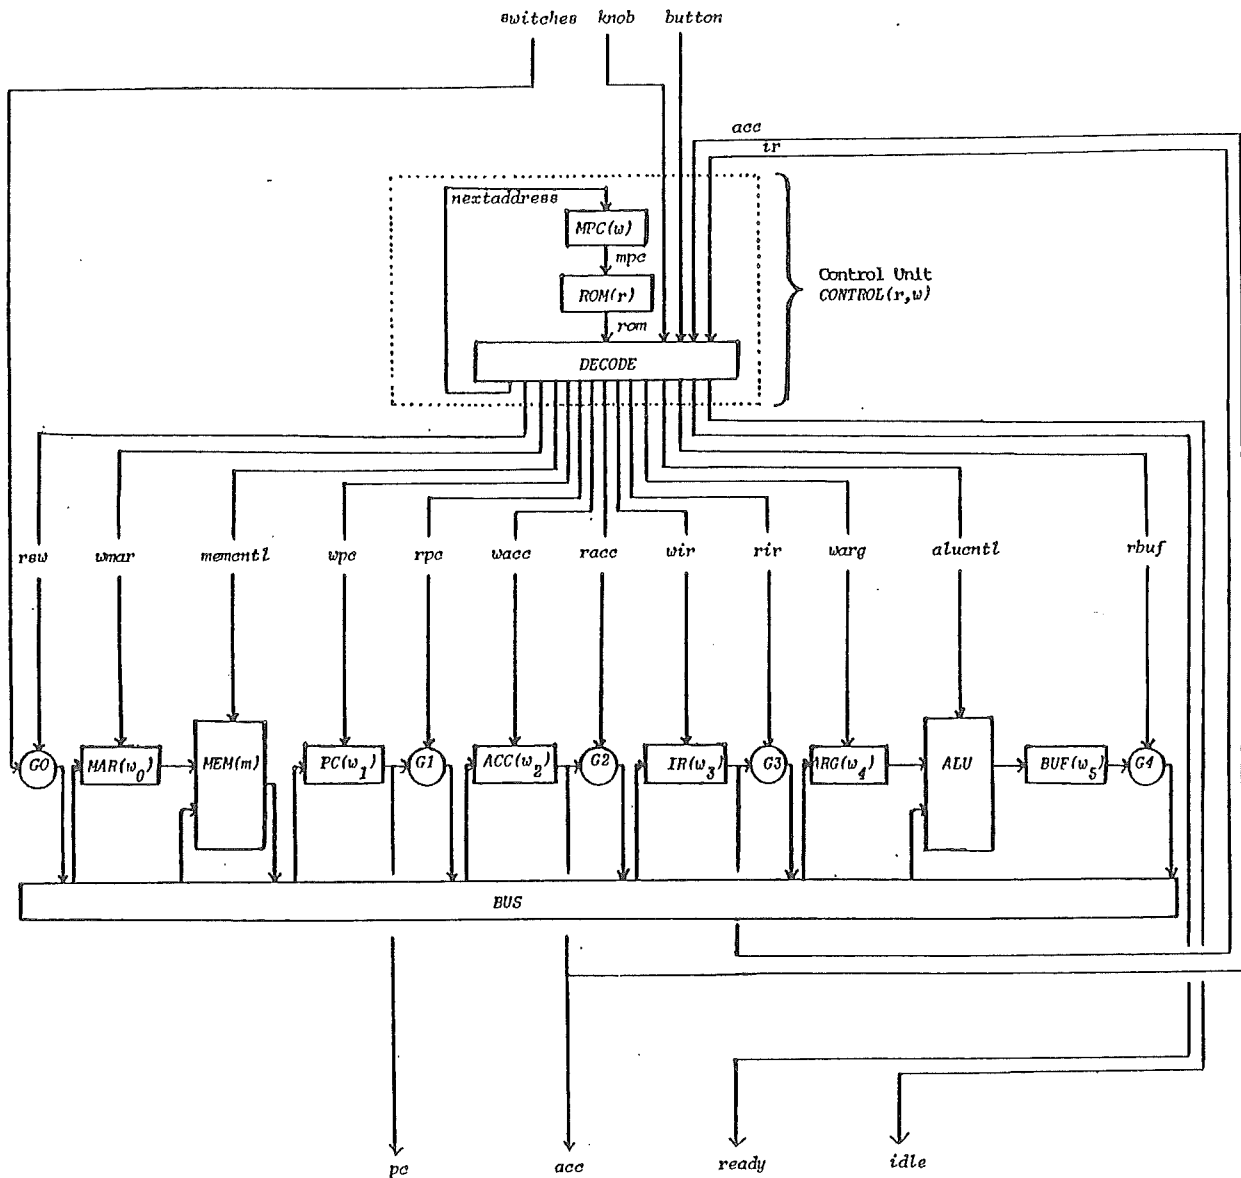 switches knob button
acc
ir
nextaddress
MPC(w)
mpc
ROM(r)
rom
DECODE
Control Unit
CONTROL(r,w)
rsw wmar memcntl wpc rpc wacc racc wir rir warg alucntl rbuf
G0 MAR(w0) MEM(m) PC(w1) G1 ACC(w2) G2 IR(w3) G3 ARG(w4) ALU BUF(w5) G4
BUS
pc acc ready idle